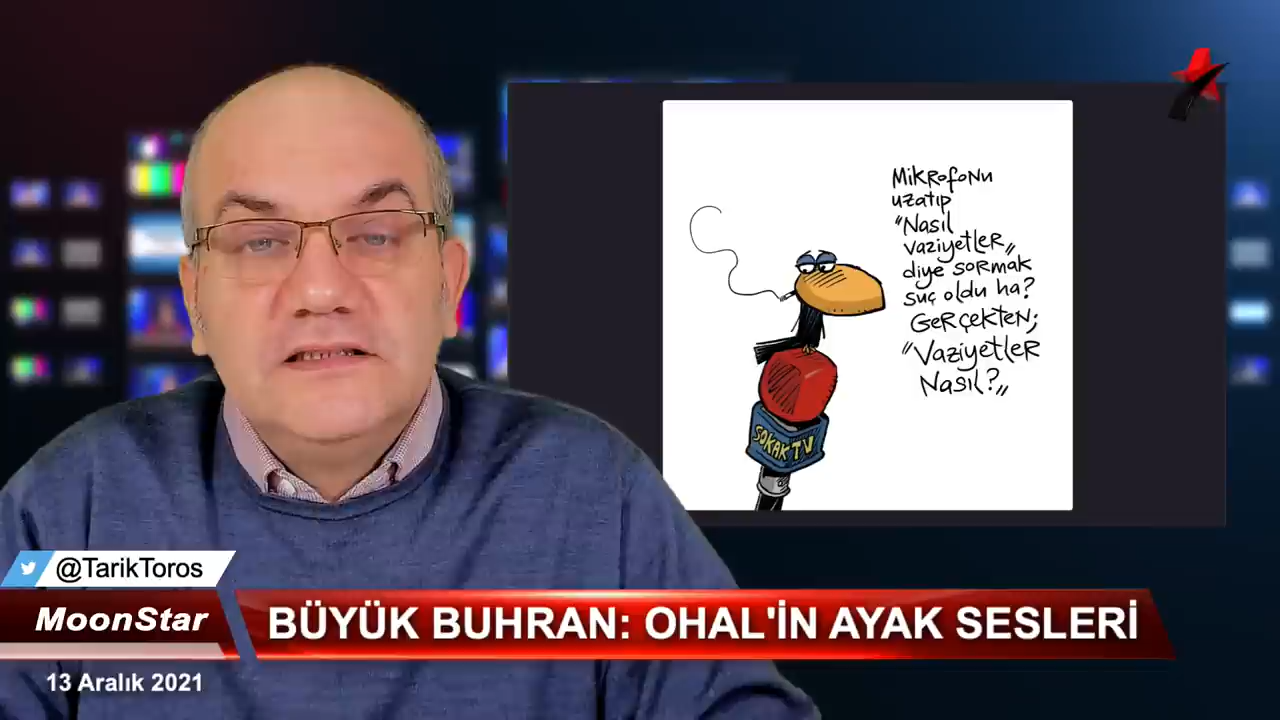 Mikrofonu
uzatıp
"Nasıl
vaziyetler„
diye sormak
suç oldu ha?
Gerçekten;
"Vaziyetler
Nasıl?„
SOKAK TV
@TarikToros
MoonStar
BÜYÜK BUHRAN: OHAL'İN AYAK SESLERİ
13 Aralık 2021